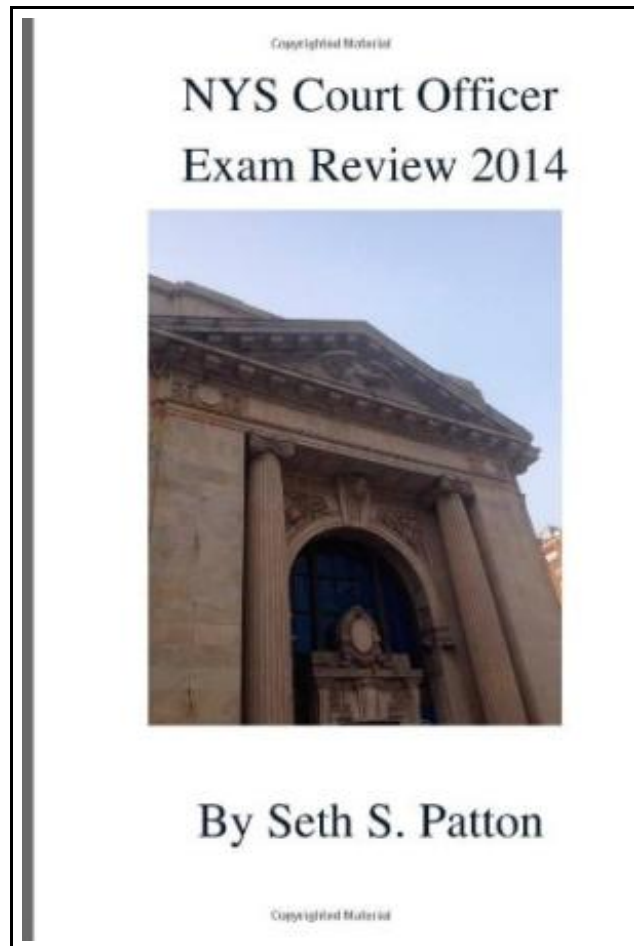 Copyrighted Material
NYS Court Officer
Exam Review 2014
By Seth S. Patton
Copyrighted Material